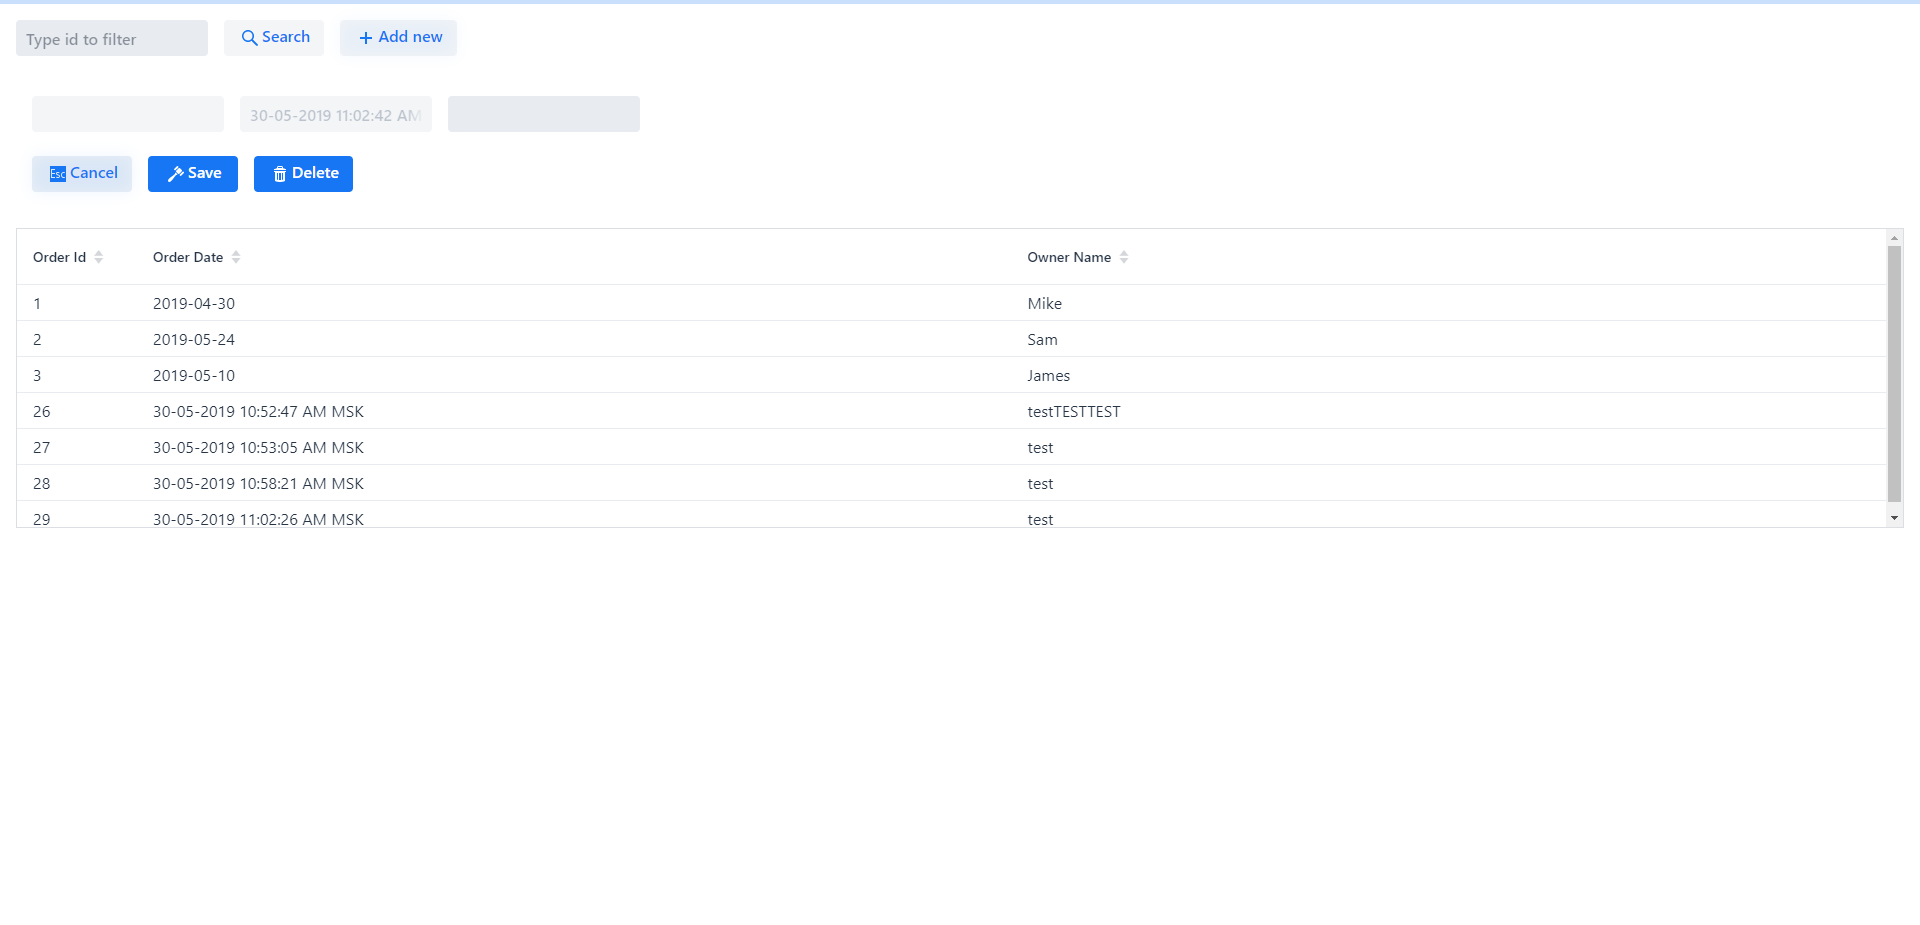 Type id to filter Search Add new
30-05-2019 11:02:42 AM
Esc Cancel Save Delete
Order Id Order Date Owner Name
1 2019-04-30 Mike
2 2019-05-24 Sam
3 2019-05-10 James
26 30-05-2019 10:52:47 AM MSK testTESTTEST
27 30-05-2019 10:53:05 AM MSK test
28 30-05-2019 10:58:21 AM MSK test
29 30-05-2019 11:02:26 AM MSK test